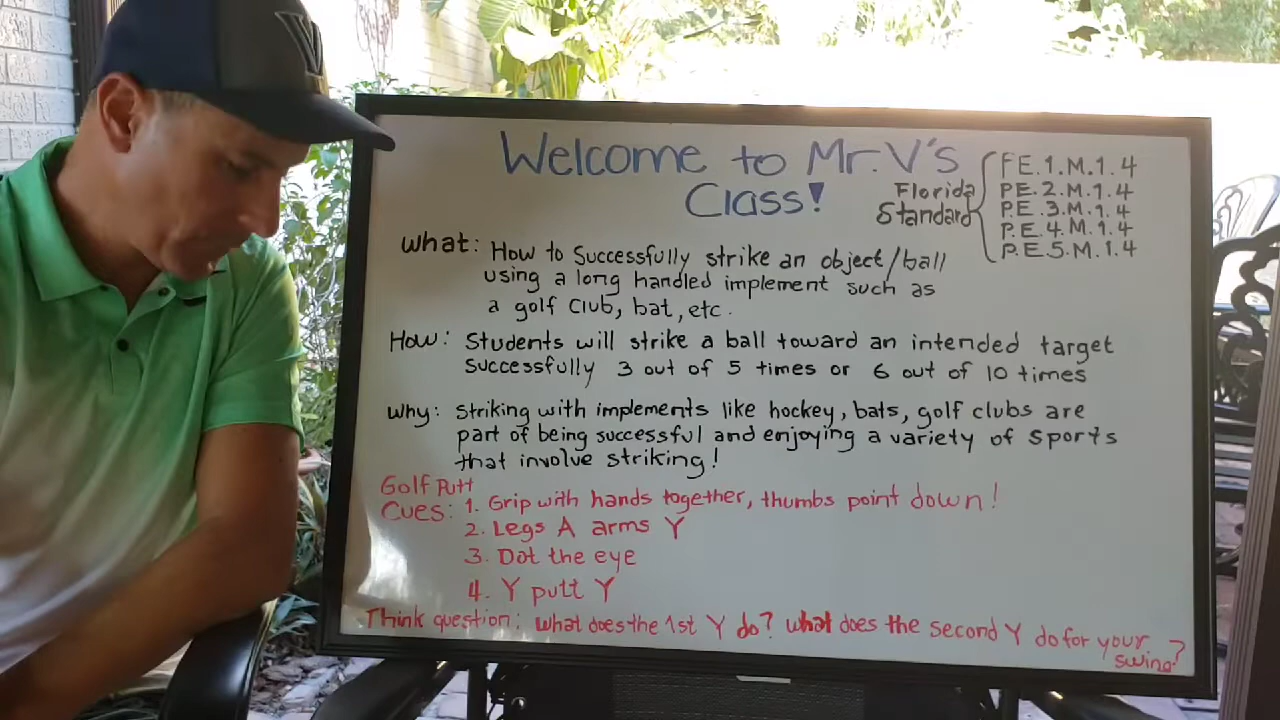 V
Welcome to Mr. V's
Class!
Florida
Standard
P.E.1.M.1.4
P.E.2.M.1.4
P.E.3.M.1.4
P.E.4.M.1.4
P.E.5.M.1.4
What: How to Successfully strike an object/ball
using a long handled implement such as
a golf Club, bat, etc.
How: Students will strike a ball toward an intended target
successfully 3 out of 5 times or 6 out of 10 times
Why: Striking with implements like hockey, bats, golf clubs are
part of being successful and enjoying a variety of sports
that involve striking!
Golf Putt
Cues: 1. Grip with hands together, thumbs point down!
2. Legs A arms Y
3. Dot the eye
4. Y putt Y
Think question: What does the 1st Y do? What does the second Y do for your
swing?